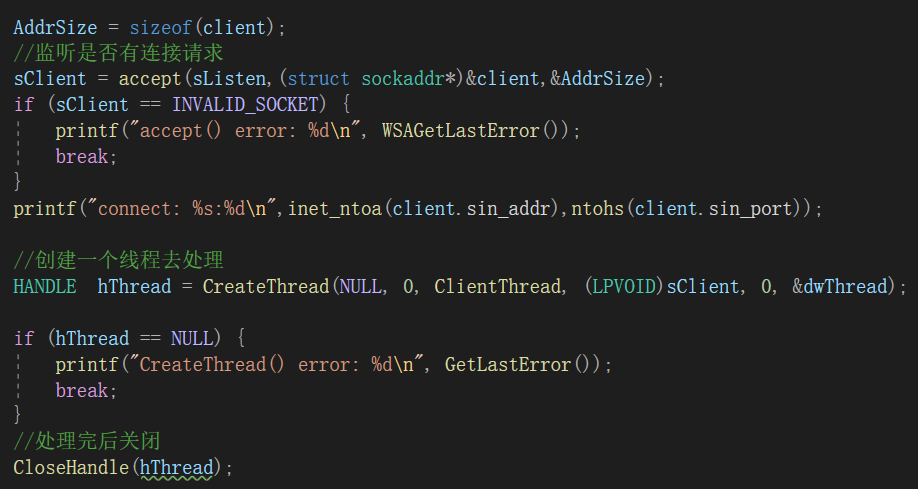 AddrSize = sizeof(client);
//监听是否有连接请求
sClient = accept(sListen,(struct sockaddr*)&client,&AddrSize);
if (sClient == INVALID_SOCKET) {
printf("accept() error: %d\n", WSAGetLastError());
break;
}
printf("connect: %s:%d\n",inet_ntoa(client.sin_addr),ntohs(client.sin_port));
//创建一个线程去处理
HANDLE  hThread = CreateThread(NULL, 0, ClientThread, (LPVOID)sClient, 0, &dwThread);
if (hThread == NULL) {
printf("CreateThread() error: %d\n", GetLastError());
break;
}
//处理完后关闭
CloseHandle(hThread);